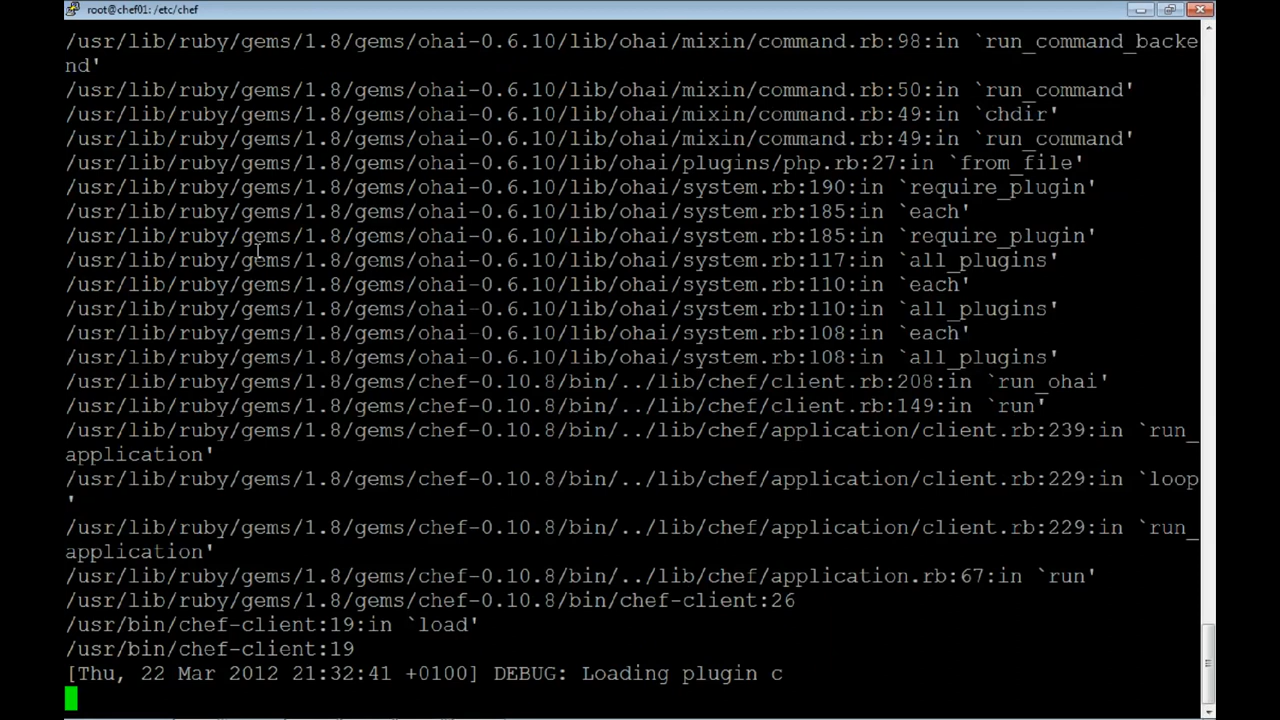 root@chef01: /etc/chef
/usr/lib/ruby/gems/1.8/gems/ohai-0.6.10/lib/ohai/mixin/command.rb:98:in `run_command_backe
nd'
/usr/lib/ruby/gems/1.8/gems/ohai-0.6.10/lib/ohai/mixin/command.rb:50:in `run_command'
/usr/lib/ruby/gems/1.8/gems/ohai-0.6.10/lib/ohai/mixin/command.rb:49:in `chdir'
/usr/lib/ruby/gems/1.8/gems/ohai-0.6.10/lib/ohai/mixin/command.rb:49:in `run_command'
/usr/lib/ruby/gems/1.8/gems/ohai-0.6.10/lib/ohai/plugins/php.rb:27:in `from_file'
/usr/lib/ruby/gems/1.8/gems/ohai-0.6.10/lib/ohai/system.rb:190:in `require_plugin'
/usr/lib/ruby/gems/1.8/gems/ohai-0.6.10/lib/ohai/system.rb:185:in `each'
/usr/lib/ruby/gems/1.8/gems/ohai-0.6.10/lib/ohai/system.rb:185:in `require_plugin'
/usr/lib/ruby/gems/1.8/gems/ohai-0.6.10/lib/ohai/system.rb:117:in `all_plugins'
/usr/lib/ruby/gems/1.8/gems/ohai-0.6.10/lib/ohai/system.rb:110:in `each'
/usr/lib/ruby/gems/1.8/gems/ohai-0.6.10/lib/ohai/system.rb:110:in `all_plugins'
/usr/lib/ruby/gems/1.8/gems/ohai-0.6.10/lib/ohai/system.rb:108:in `each'
/usr/lib/ruby/gems/1.8/gems/ohai-0.6.10/lib/ohai/system.rb:108:in `all_plugins'
/usr/lib/ruby/gems/1.8/gems/chef-0.10.8/bin/../lib/chef/client.rb:208:in `run_ohai'
/usr/lib/ruby/gems/1.8/gems/chef-0.10.8/bin/../lib/chef/client.rb:149:in `run'
/usr/lib/ruby/gems/1.8/gems/chef-0.10.8/bin/../lib/chef/application/client.rb:239:in `run_
application'
/usr/lib/ruby/gems/1.8/gems/chef-0.10.8/bin/../lib/chef/application/client.rb:229:in `loop
'
/usr/lib/ruby/gems/1.8/gems/chef-0.10.8/bin/../lib/chef/application/client.rb:229:in `run_
application'
/usr/lib/ruby/gems/1.8/gems/chef-0.10.8/bin/../lib/chef/application.rb:67:in `run'
/usr/lib/ruby/gems/1.8/gems/chef-0.10.8/bin/chef-client:26
/usr/bin/chef-client:19:in `load'
/usr/bin/chef-client:19
[Thu, 22 Mar 2012 21:32:41 +0100] DEBUG: Loading plugin c